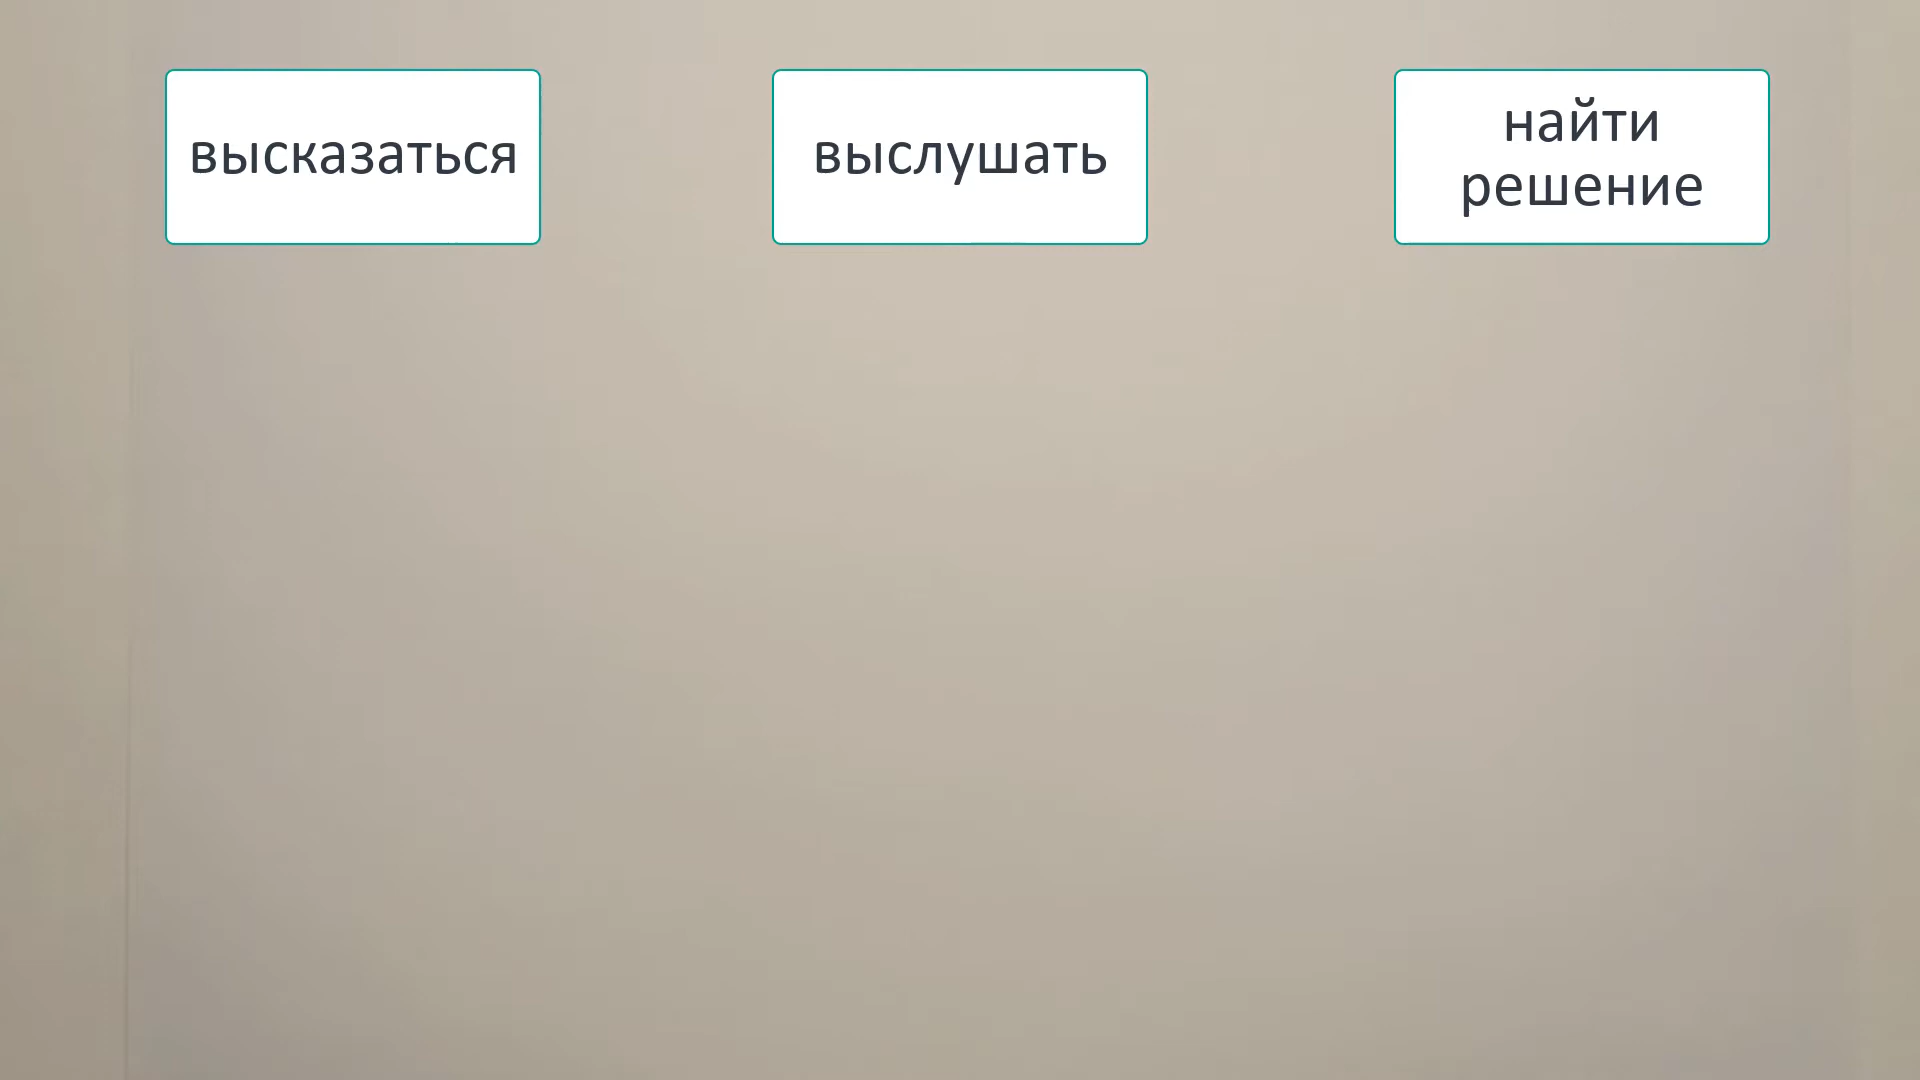 высказаться
выслушать
найти
решение